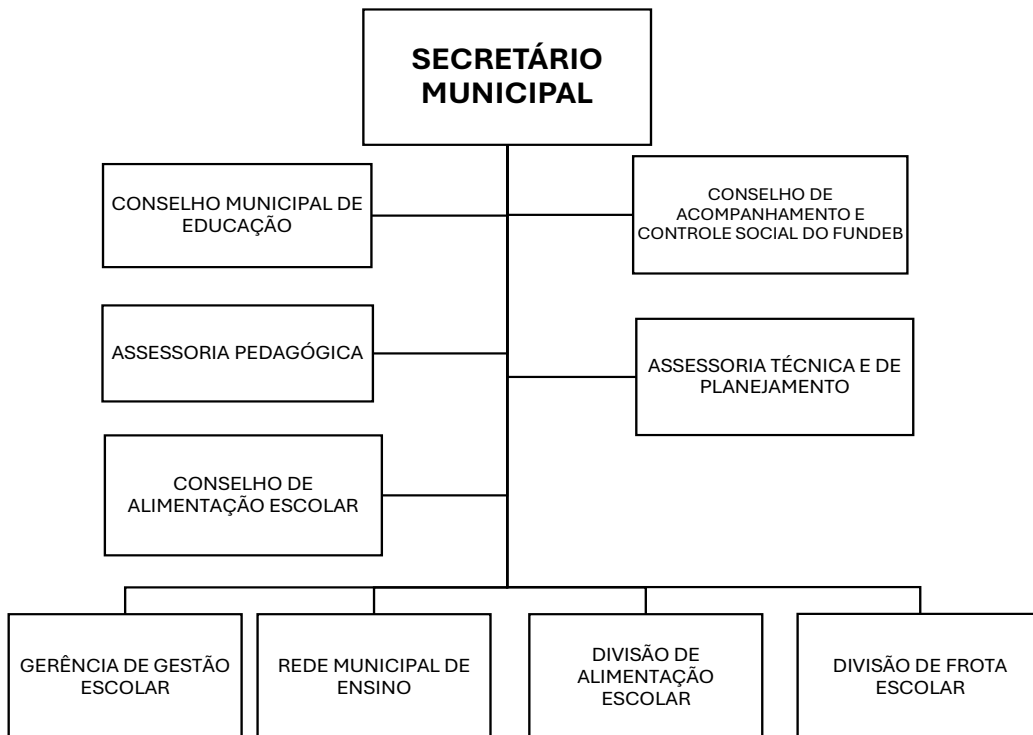 SECRETÁRIO
MUNICIPAL
CONSELHO MUNICIPAL DE
EDUCAÇÃO
CONSELHO DE
ACOMPANHAMENTO E
CONTROLE SOCIAL DO FUNDEB
ASSESSORIA PEDAGÓGICA
ASSESSORIA TÉCNICA E DE
PLANEJAMENTO
CONSELHO DE
ALIMENTAÇÃO ESCOLAR
GERÊNCIA DE GESTÃO
ESCOLAR
REDE MUNICIPAL DE
ENSINO
DIVISÃO DE
ALIMENTAÇÃO
ESCOLAR
DIVISÃO DE FROTA
ESCOLAR